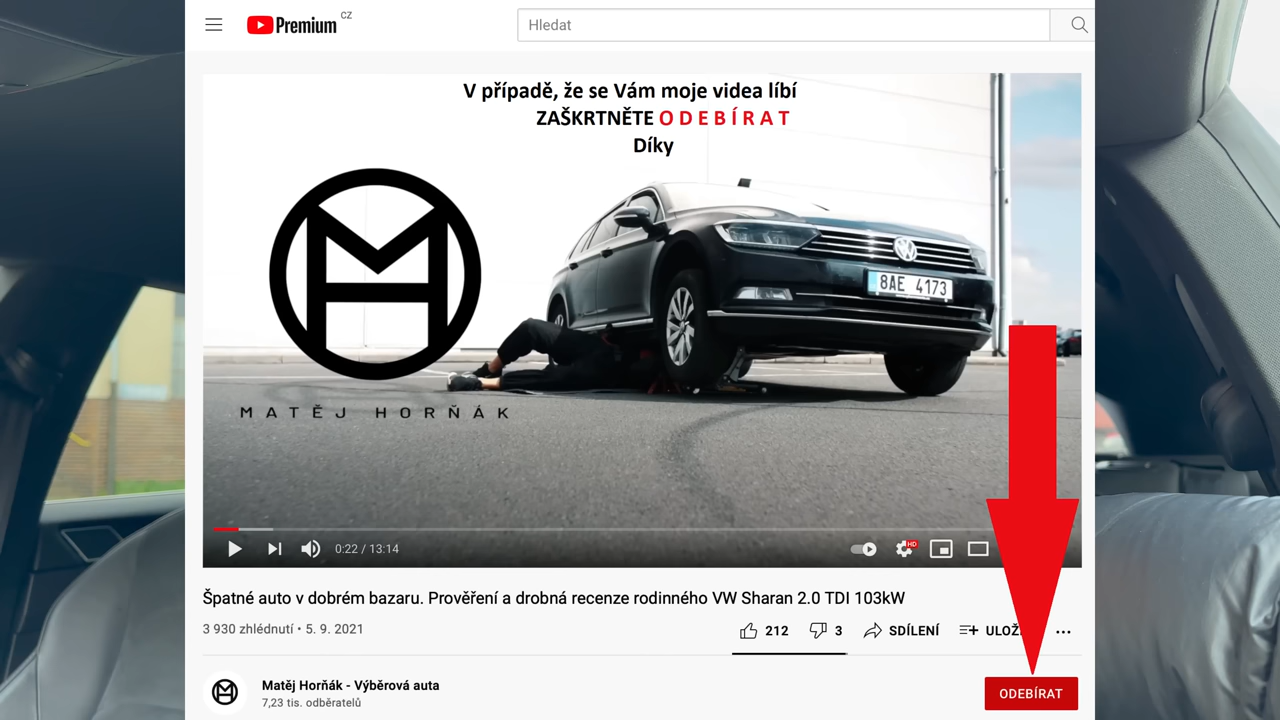 Premium CZ
Hledat
V případě, že se Vám moje videa líbí
ZAŠKRTNĚTE ODEBÍRAT
Díky
8AE 4173
MATĚJ HORŇÁK
0:22 / 13:14
HD
Špatné auto v dobrém bazaru. Prověření a drobná recenze rodinného VW Sharan 2.0 TDI 103kW
3 930 zhlédnutí • 5. 9. 2021
212
3
SDÍLENÍ
ULOŽ
Matěj Horňák - Výběrová auta
7,23 tis. odběratelů
ODEBÍRAT